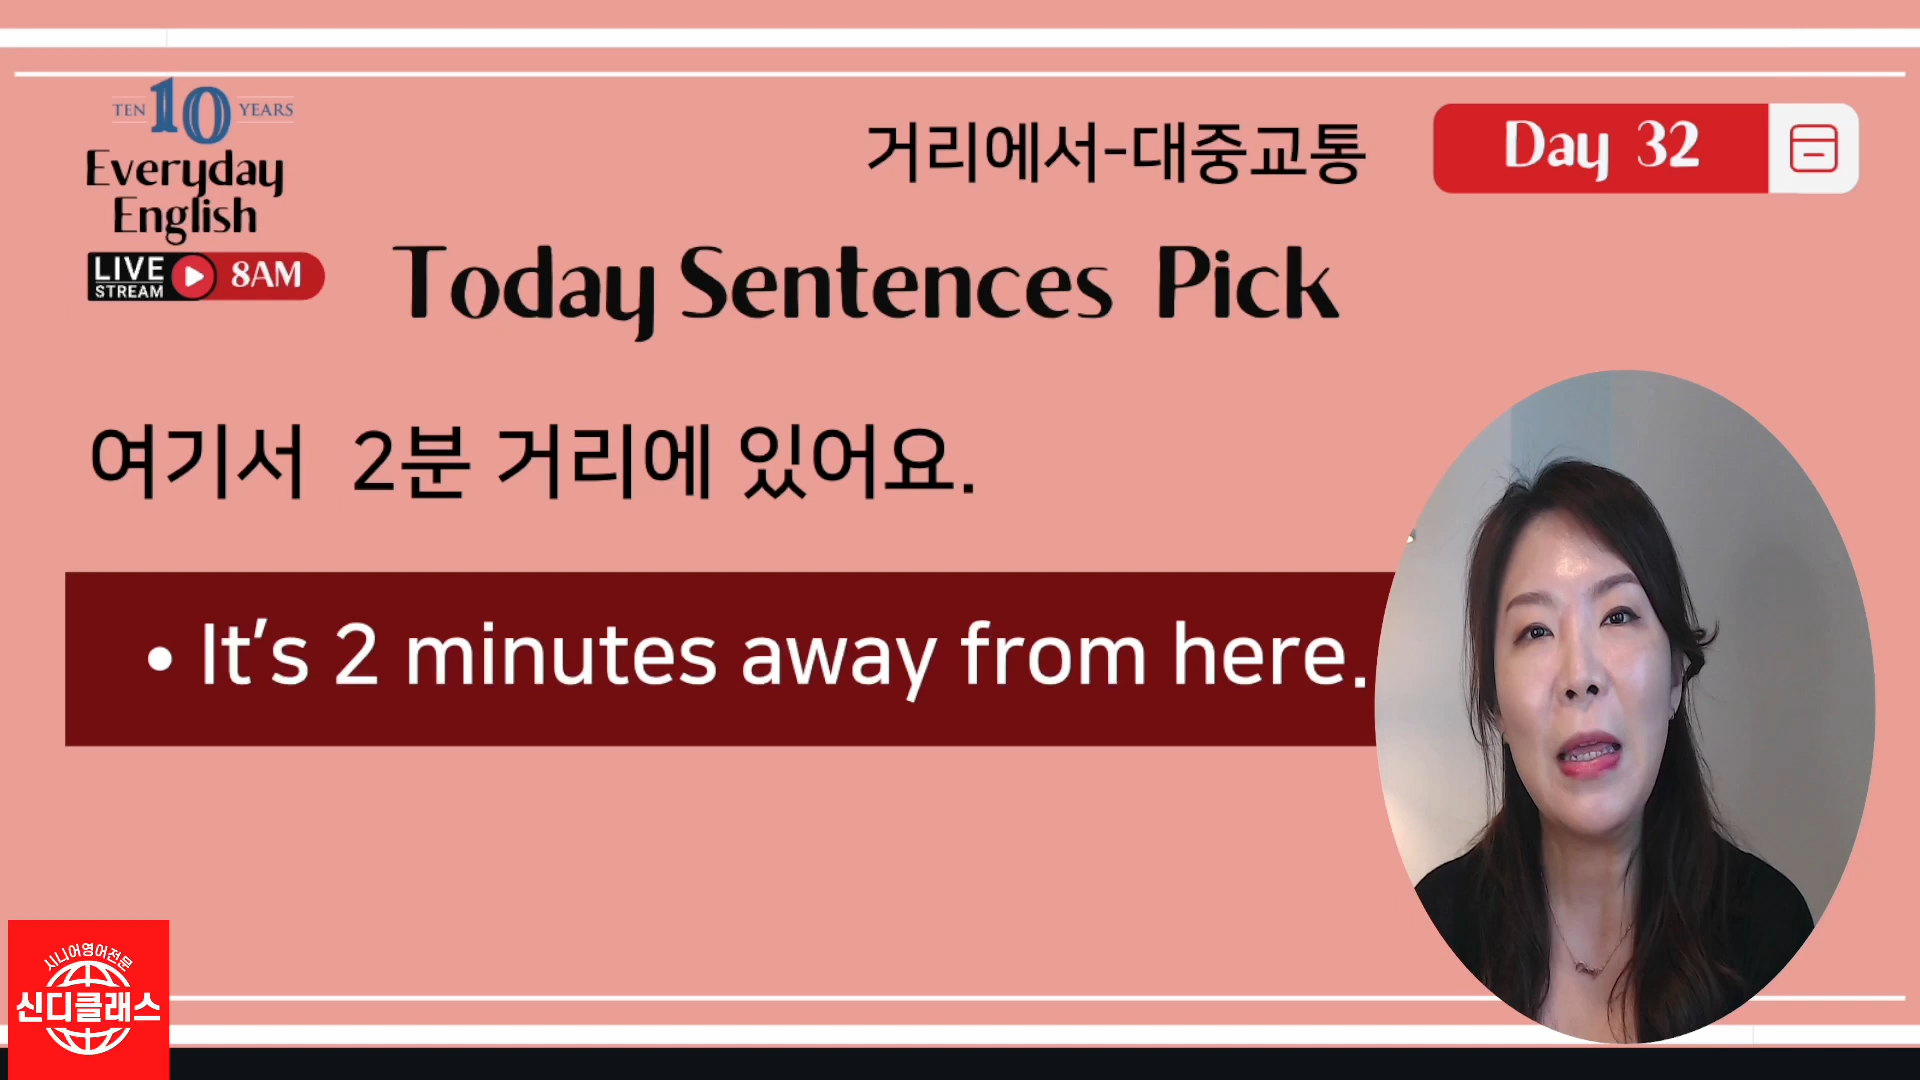 TEN 10 YEARS
Everyday
English
LIVE
STREAM
8AM
거리에서-대중교통
Day 32
Today Sentences Pick
여기서 2분 거리에 있어요.
• It's 2 minutes away from here.
시니어영어전문
신디클래스